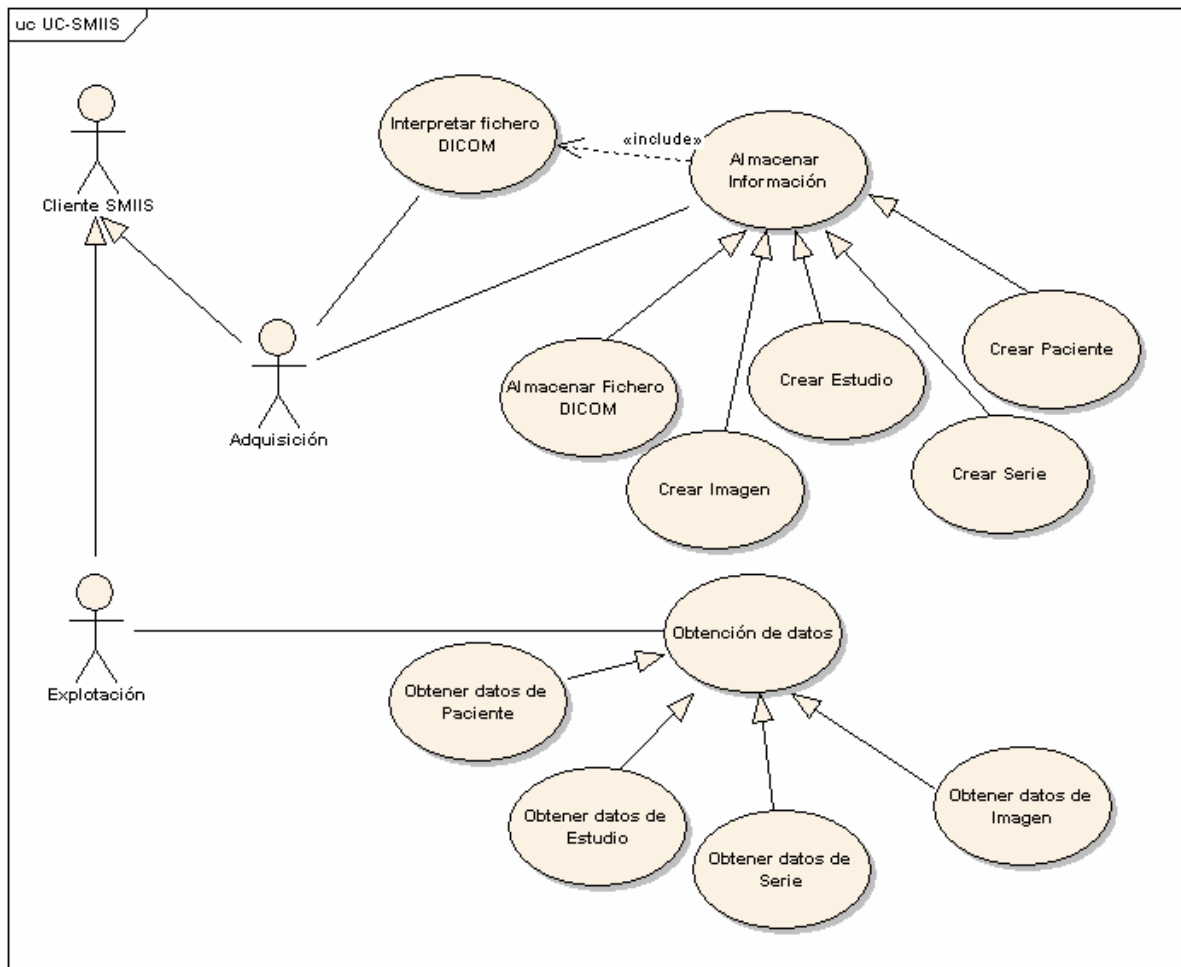 uc UC-SMIIS
Cliente SMIIS
Interpretar fichero
DICOM
«include»
Almacenar
Información
Adquisición
Almacenar Fichero
DICOM
Crear Imagen
Crear Estudio
Crear Paciente
Crear Serie
Explotación
Obtención de datos
Obtener datos de
Paciente
Obtener datos de
Estudio
Obtener datos de
Serie
Obtener datos de
Imagen